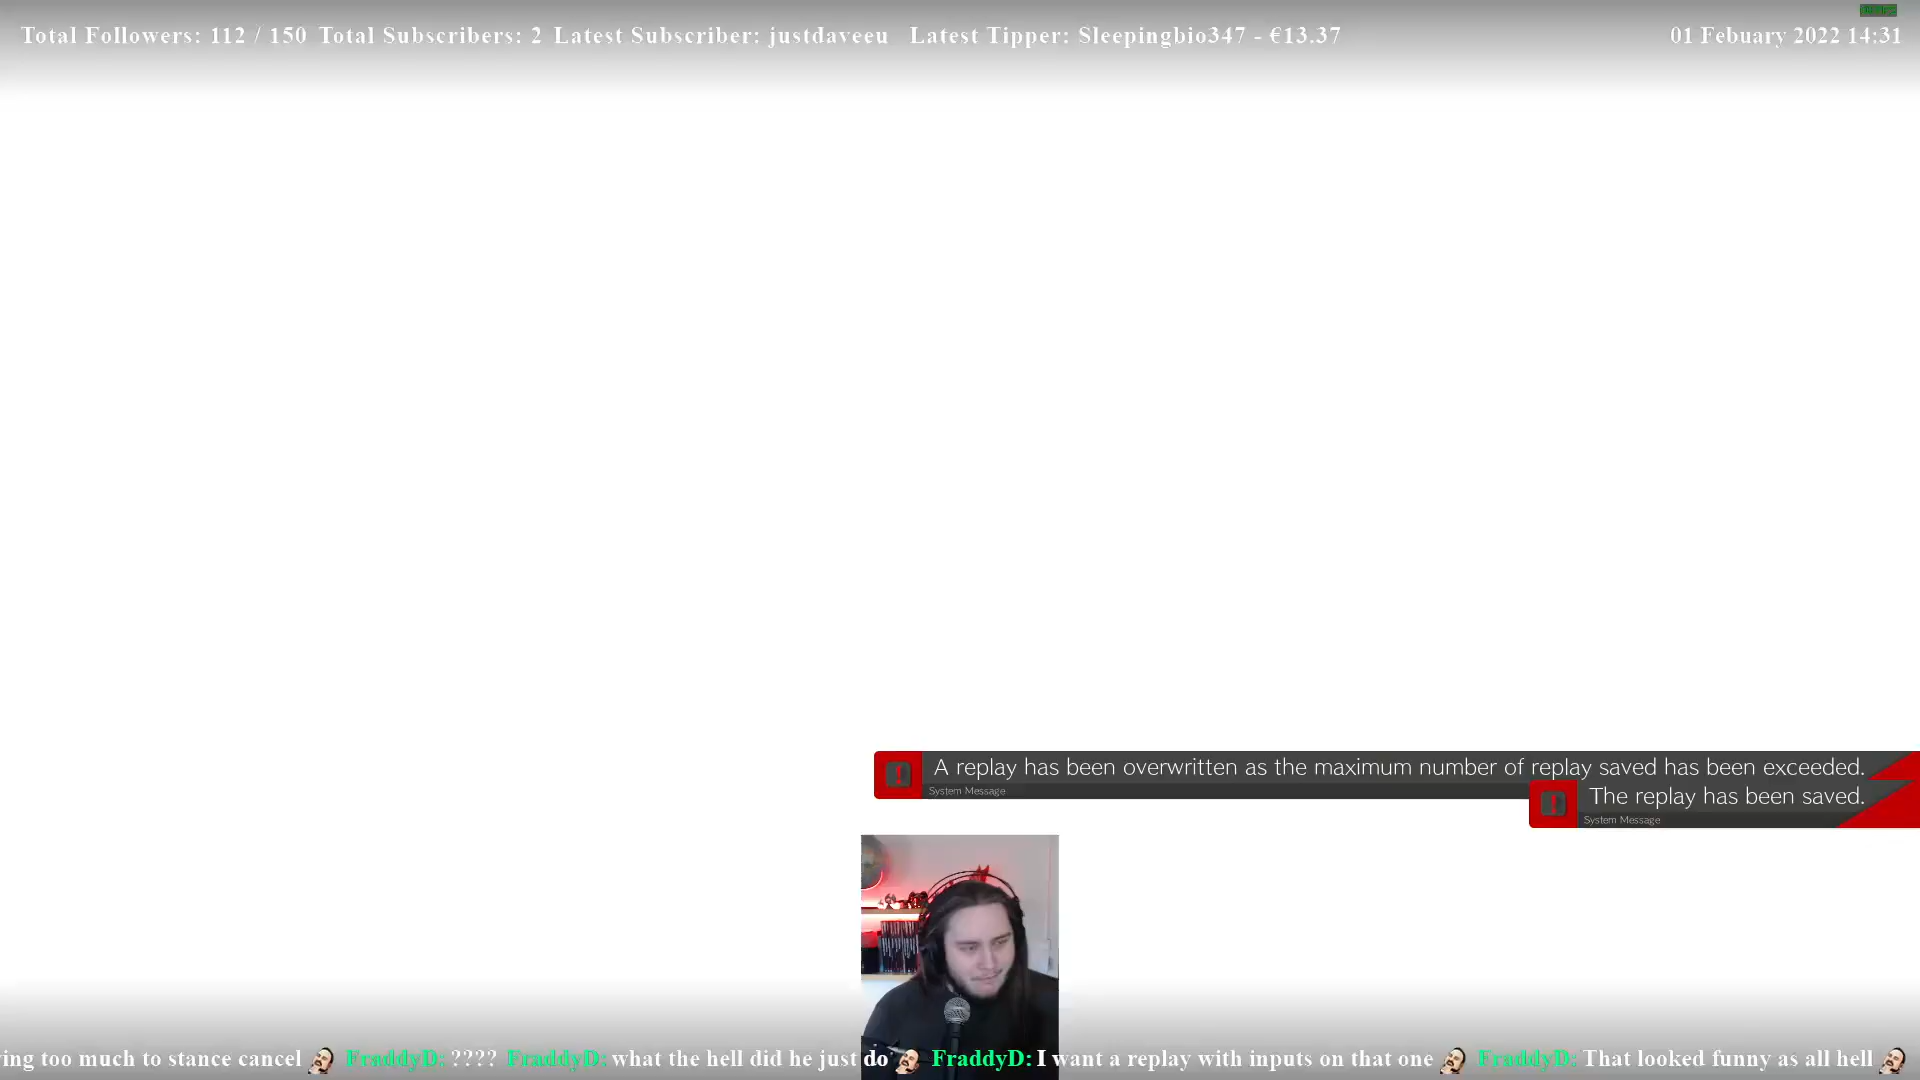 Total Followers: 112 / 150 Total Subscribers: 2 Latest Subscriber: justdaveeu Latest Tipper: Sleepingbio347 - €13.37
01 Febuary 2022 14:31
A replay has been overwritten as the maximum number of replay saved has been exceeded.
System Message
The replay has been saved.
System Message
ing too much to stance cancel FraddyD: ???? FraddyD: what the hell did he just do FraddyD: I want a replay with inputs on that one FraddyD: That looked funny as all hell